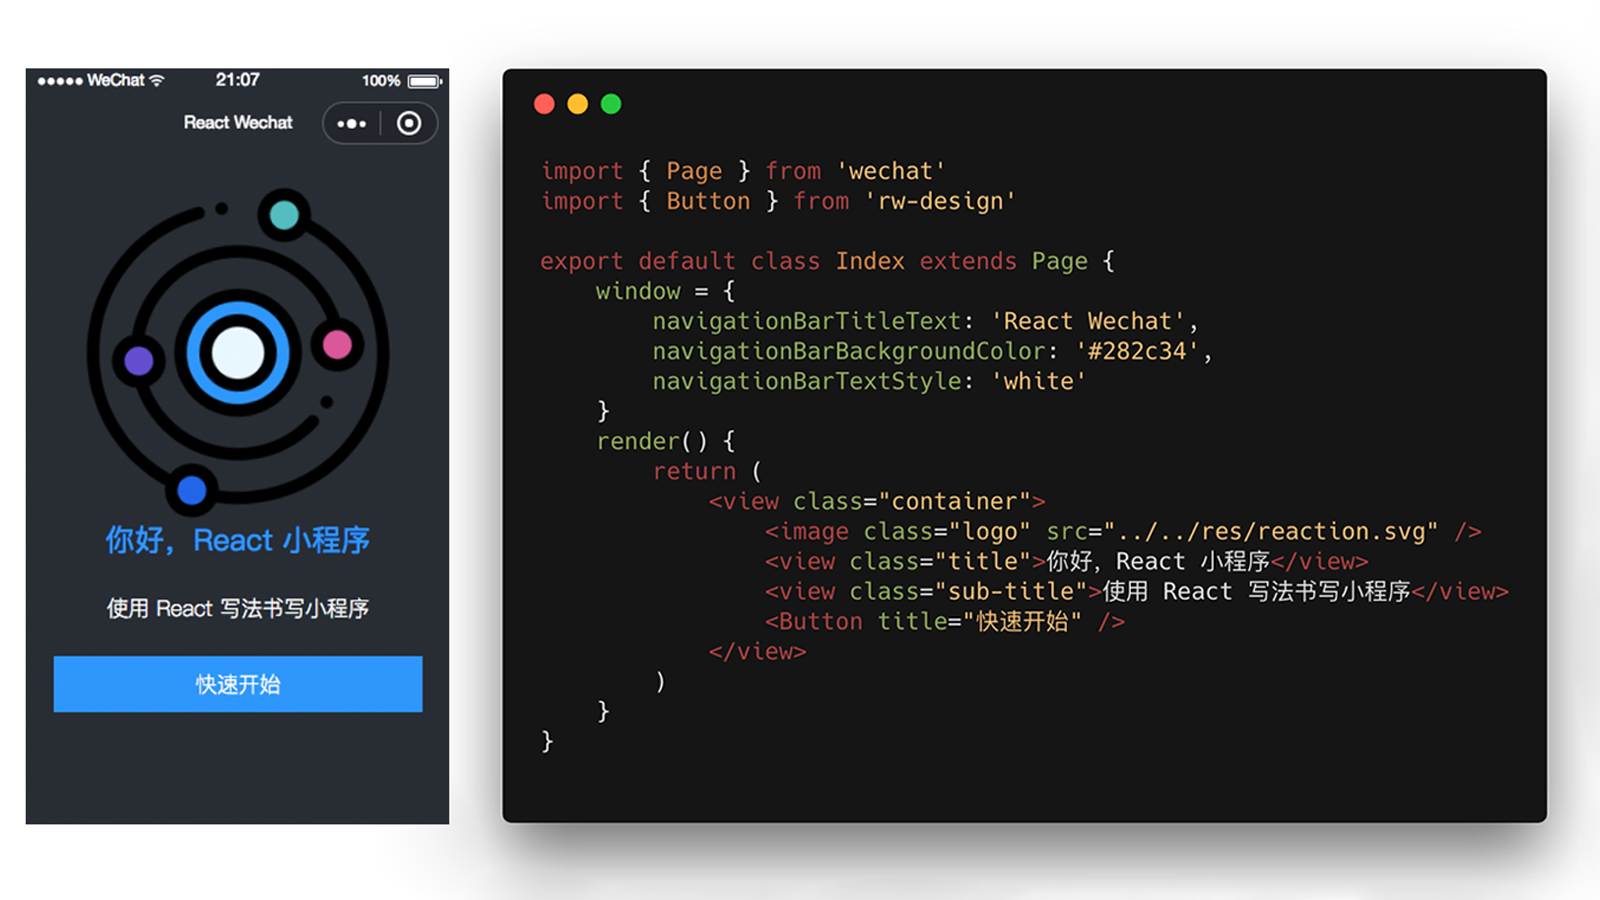 WeChat 21:07 100%
React Wechat
你好，React 小程序
使用 React 写法书写小程序
快速开始
import { Page } from 'wechat'
import { Button } from 'rw-design'
export default class Index extends Page {
window = {
navigationBarTitleText: 'React Wechat',
navigationBarBackgroundColor: '#282c34',
navigationBarTextStyle: 'white'
}
render() {
return (
<view class="container">
<image class="logo" src="../../res/reaction.svg" />
<view class="title">你好，React 小程序</view>
<view class="sub-title">使用 React 写法书写小程序</view>
<Button title="快速开始" />
</view>
)
}
}